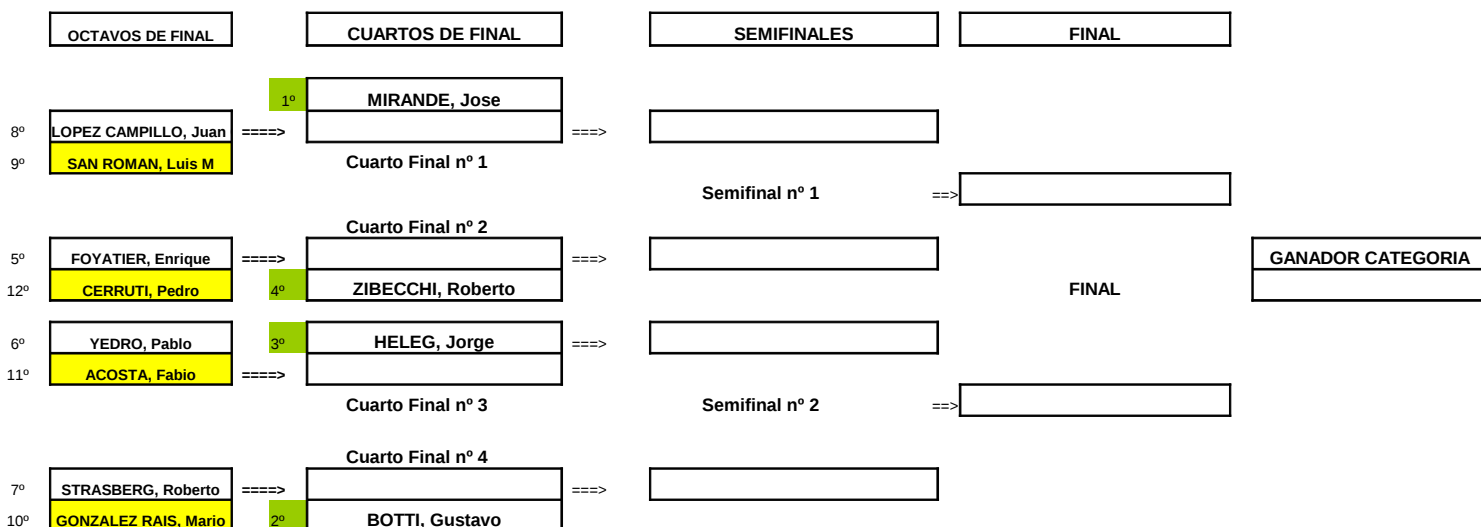 OCTAVOS DE FINAL CUARTOS DE FINAL SEMIFINALES FINAL
1º MIRANDE, Jose
8º LOPEZ CAMPILLO, Juan ====> ===>
9º SAN ROMAN, Luis M Cuarto Final nº 1
Semifinal nº 1 ==>
Cuarto Final nº 2
5º FOYATIER, Enrique ====> ===> GANADOR CATEGORIA
12º CERRUTI, Pedro 4º ZIBECCHI, Roberto FINAL
6º YEDRO, Pablo 3º HELEG, Jorge ===>
11º ACOSTA, Fabio ====>
Cuarto Final nº 3 Semifinal nº 2 ==>
Cuarto Final nº 4
7º STRASBERG, Roberto ====> ===>
10º GONZALEZ RAIS, Mario 2º BOTTI, Gustavo